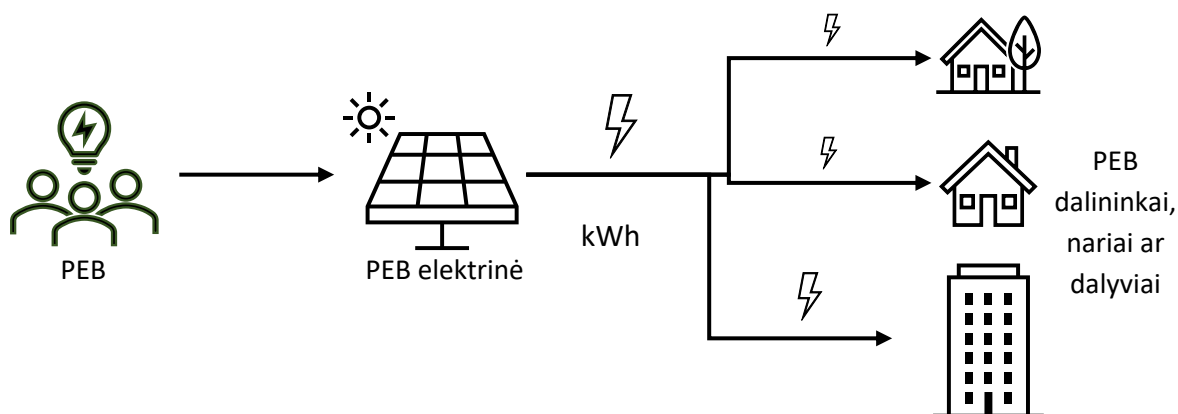 PEB
PEB elektrinė
kWh
PEB
dalininkai,
nariai ar
dalyviai